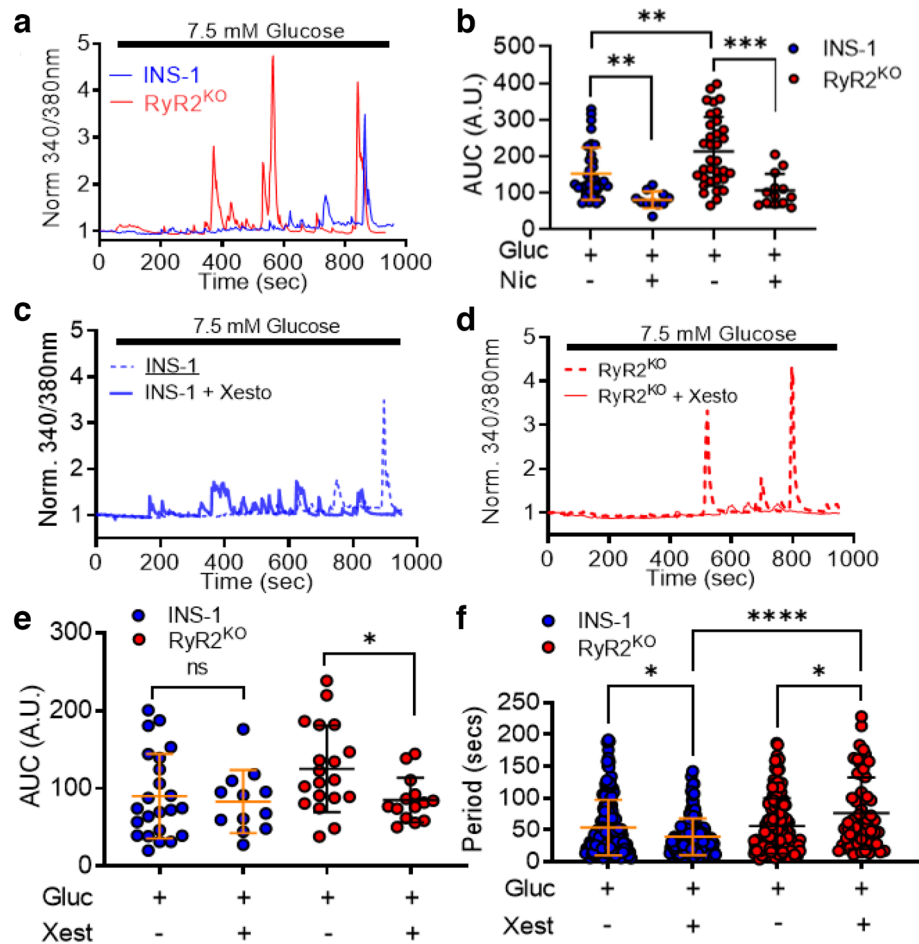 a
7.5 mM Glucose
5
4
3
2
1
Norm 340/380nm
INS-1
RyR2KO
0 200 400 600 800 1000
Time (sec)
b
**
** ***
INS-1
RyR2KO
500
400
300
200
100
0
AUC (A.U.)
Gluc + + + +
Nic - + - +
c
7.5 mM Glucose
5
4
3
2
1
Norm. 340/380nm
INS-1
INS-1 + Xesto
0 200 400 600 800 1000
Time (sec)
d
7.5 mM Glucose
5
4
3
2
1
Norm. 340/380nm
RyR2KO
RyR2KO + Xesto
0 200 400 600 800 1000
Time (sec)
e
INS-1
RyR2KO
ns *
300
200
100
0
AUC (A.U.)
Gluc + + + +
Xest - + - +
f
INS-1
RyR2KO
****
* *
250
200
150
100
50
0
Period (secs)
Gluc + + + +
Xest - + - +